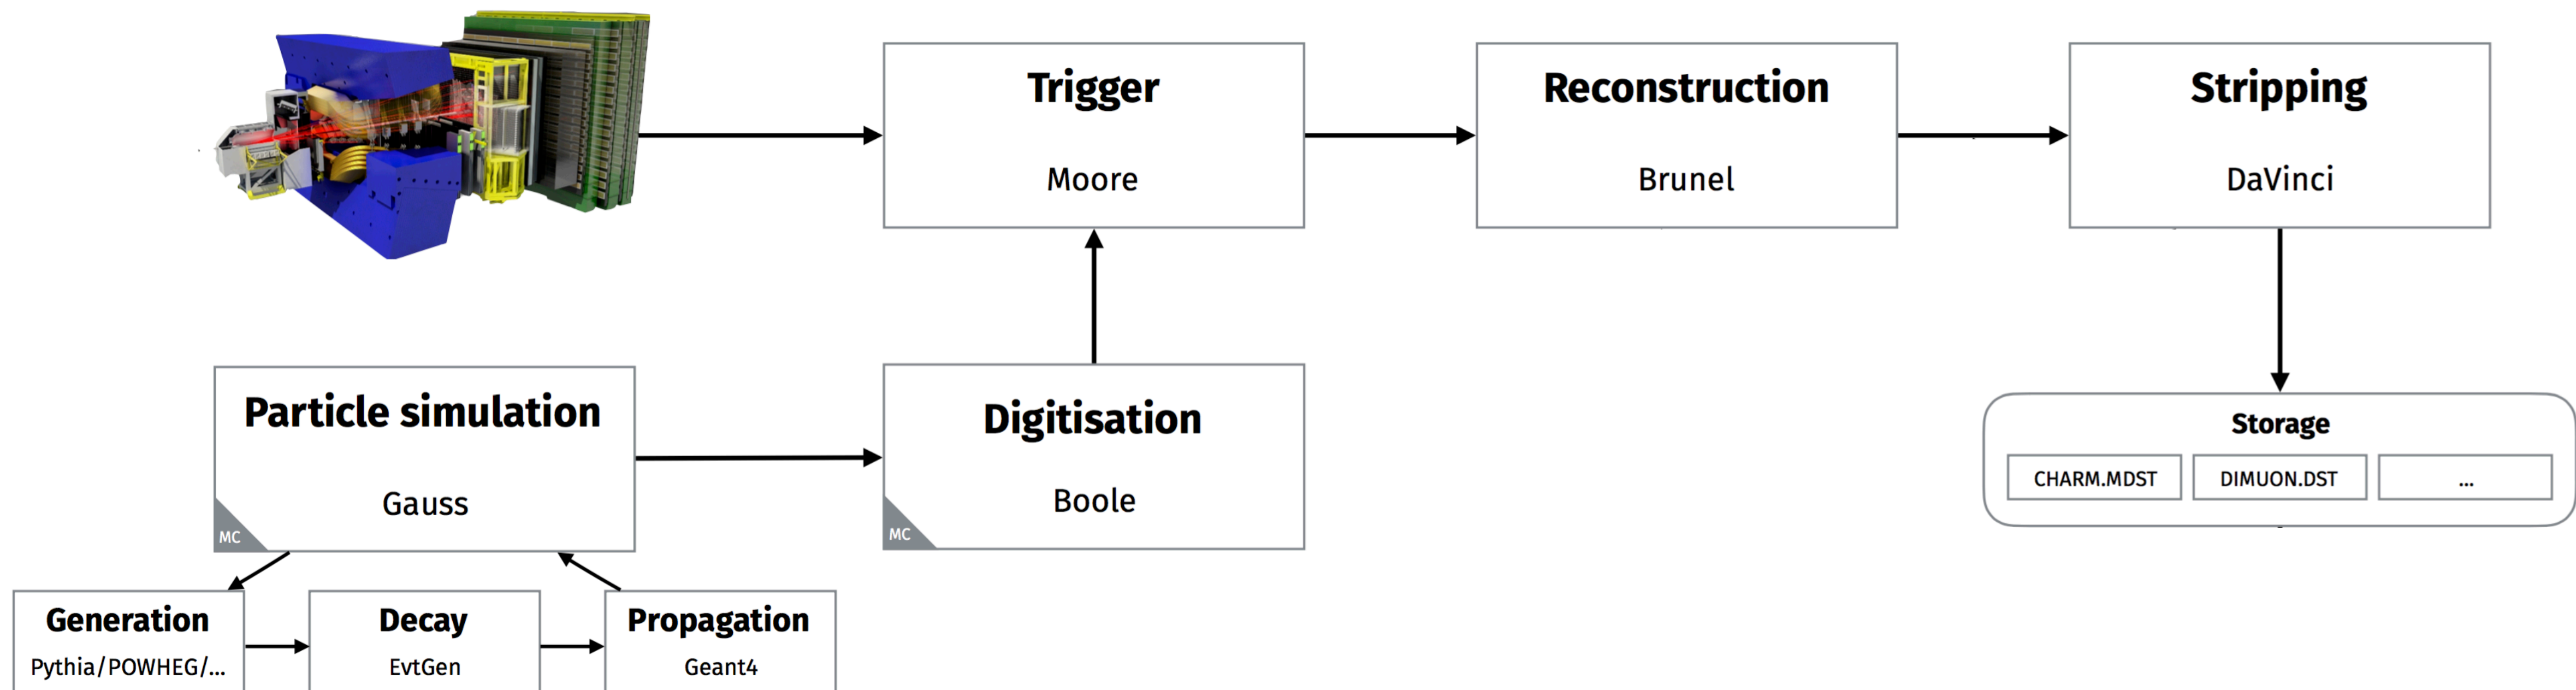 Trigger
Moore
Reconstruction
Brunel
Stripping
DaVinci
Particle simulation
Gauss
MC
Digitisation
Boole
MC
Storage
CHARM.MDST
DIMUON.DST
...
Generation
Pythia/POWHEG/...
Decay
EvtGen
Propagation
Geant4